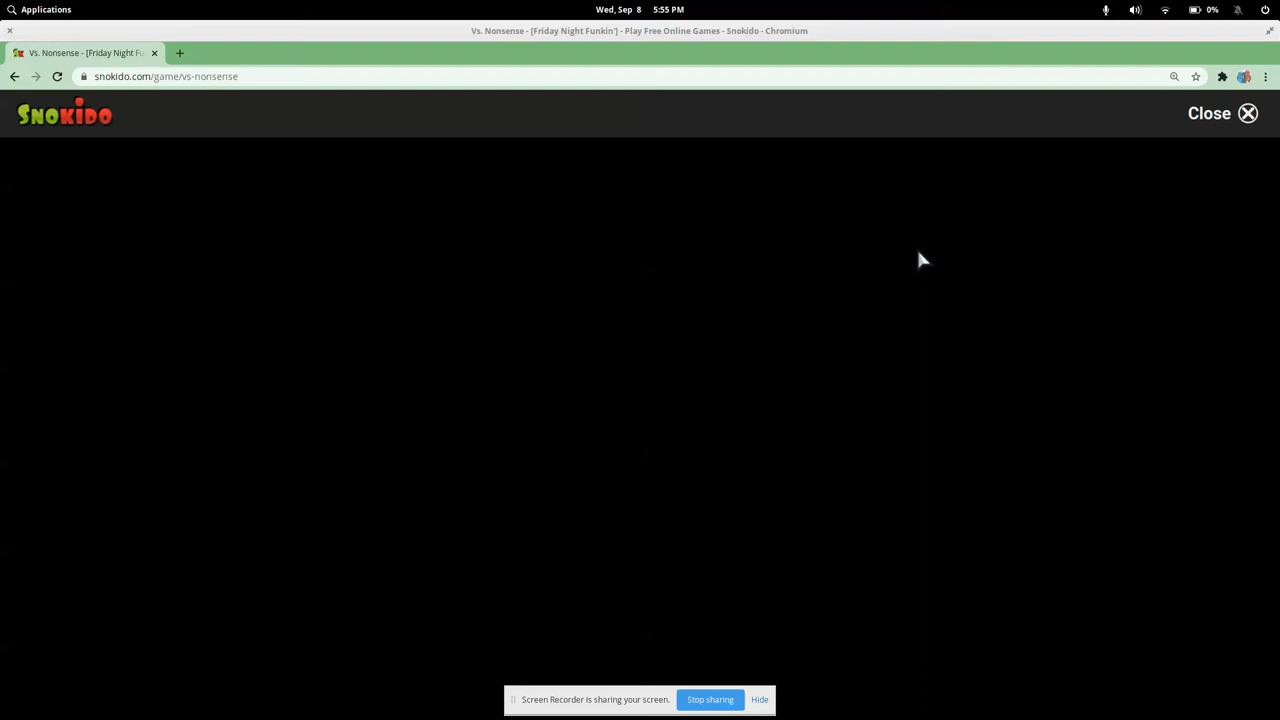 Applications
Wed, Sep 8 5:55 PM
0%
Vs. Nonsense - [Friday Night Funkin'] - Play Free Online Games - Snokido - Chromium
Vs. Nonsense - [Friday Night Fu
snokido.com/game/vs-nonsense
SNOKIDO
Close
Screen Recorder is sharing your screen.
Stop sharing
Hide